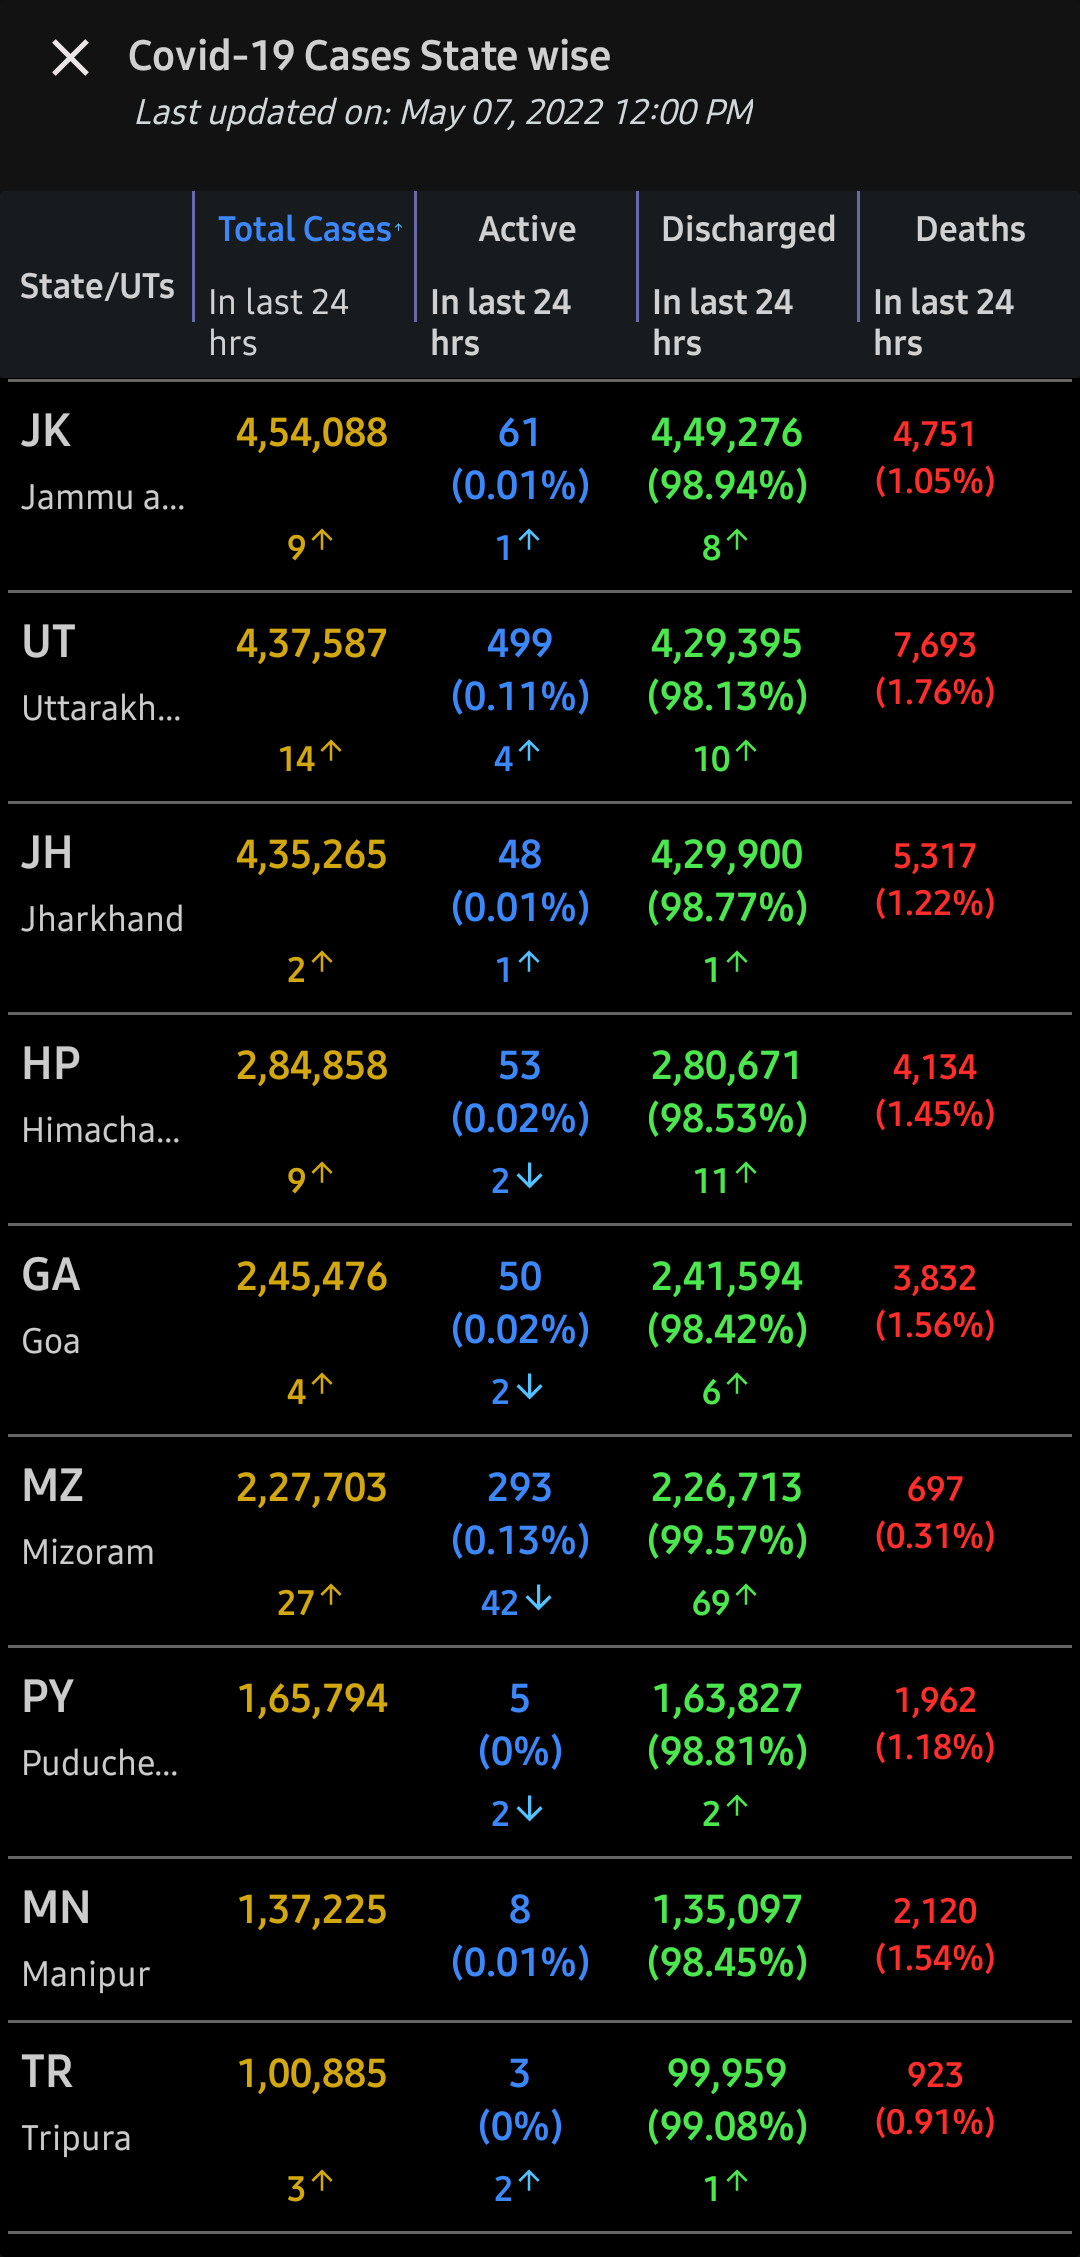 Covid-19 Cases State wise
Last updated on: May 07, 2022 12:00 PM
State/UTs Total Cases↑ Active Discharged Deaths
In last 24 hrs In last 24 hrs In last 24 hrs In last 24 hrs
JK 4,54,088 61 4,49,276 4,751
Jammu a... (0.01%) (98.94%) (1.05%)
9↑ 1↑ 8↑
UT 4,37,587 499 4,29,395 7,693
Uttarakh... (0.11%) (98.13%) (1.76%)
14↑ 4↑ 10↑
JH 4,35,265 48 4,29,900 5,317
Jharkhand (0.01%) (98.77%) (1.22%)
2↑ 1↑ 1↑
HP 2,84,858 53 2,80,671 4,134
Himacha... (0.02%) (98.53%) (1.45%)
9↑ 2↓ 11↑
GA 2,45,476 50 2,41,594 3,832
Goa (0.02%) (98.42%) (1.56%)
4↑ 2↓ 6↑
MZ 2,27,703 293 2,26,713 697
Mizoram (0.13%) (99.57%) (0.31%)
27↑ 42↓ 69↑
PY 1,65,794 5 1,63,827 1,962
Puduche... (0%) (98.81%) (1.18%)
2↓ 2↑
MN 1,37,225 8 1,35,097 2,120
Manipur (0.01%) (98.45%) (1.54%)
TR 1,00,885 3 99,959 923
Tripura (0%) (99.08%) (0.91%)
3↑ 2↑ 1↑